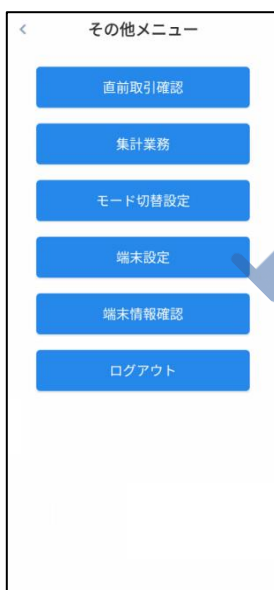 その他メニュー
直前取引確認
集計業務
モード切替設定
端末設定
端末情報確認
ログアウト